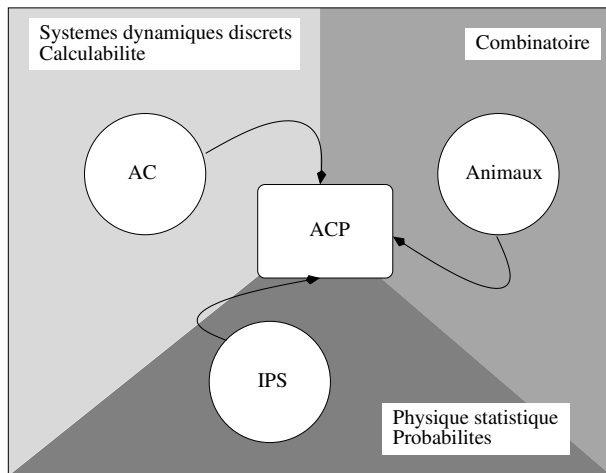 Systemes dynamiques discrets
Calculabilite
Combinatoire
AC
Animaux
ACP
IPS
Physique statistique
Probabilites